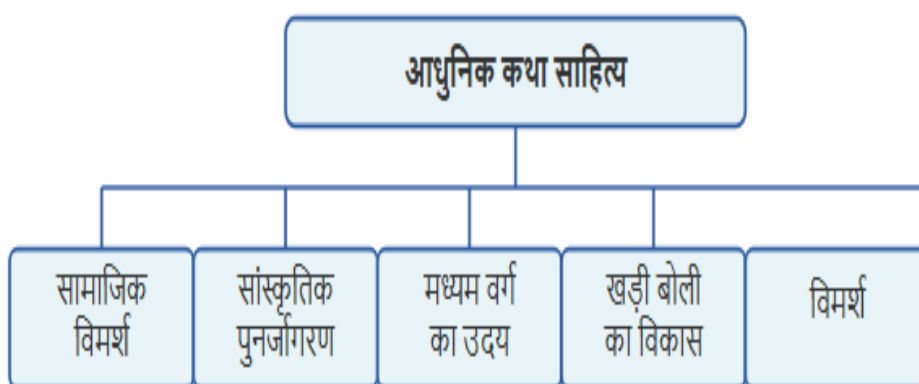 आधुनिक कथा साहित्य
सामाजिक
विमर्श
सांस्कृतिक
पुनर्जागरण
मध्यम वर्ग
का उदय
खड़ी बोली
का विकास
विमर्श